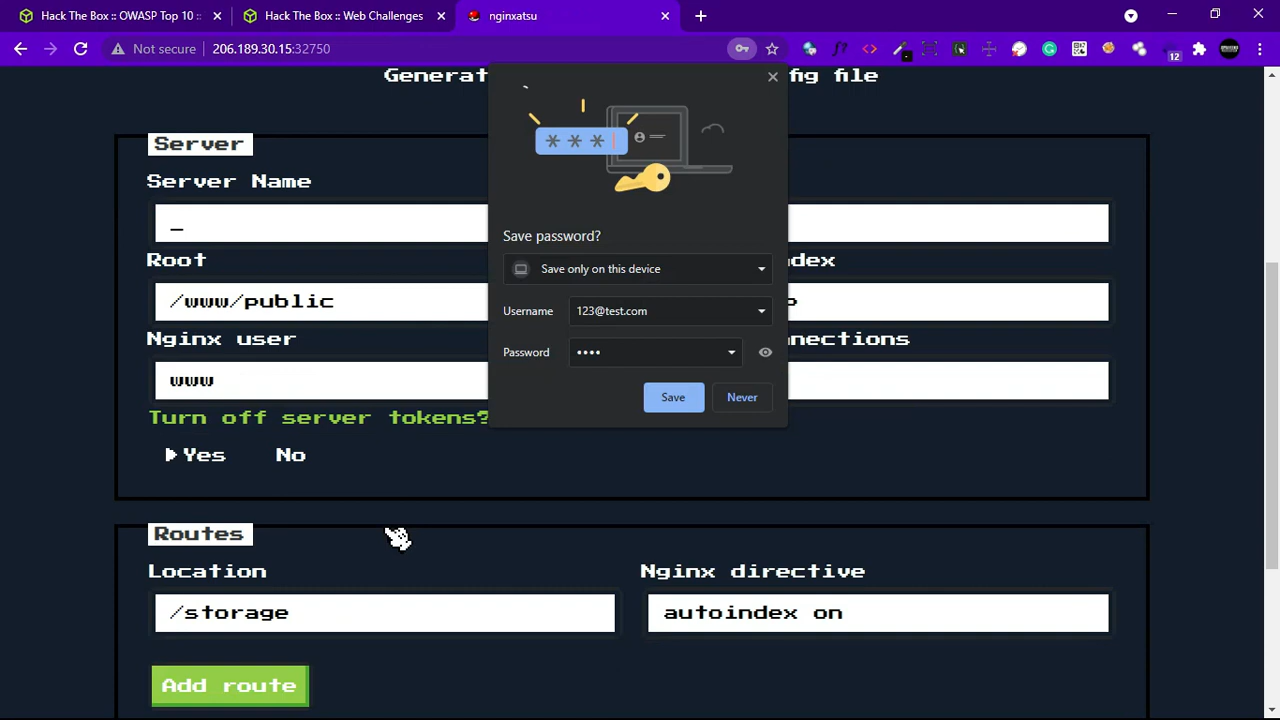 Hack The Box :: OWASP Top 10 ::
Hack The Box :: Web Challenges
nginxatsu
Not secure
206.189.30.15:32750
12
Generat
fig file
Server
Server Name
_
Root
dex
/www/public
Nginx user
nnections
www
Turn off server tokens?
Yes
No
Save password?
Save only on this device
Username
123@test.com
Password
••••
Save
Never
Routes
Location
Nginx directive
/storage
autoindex on
Add route